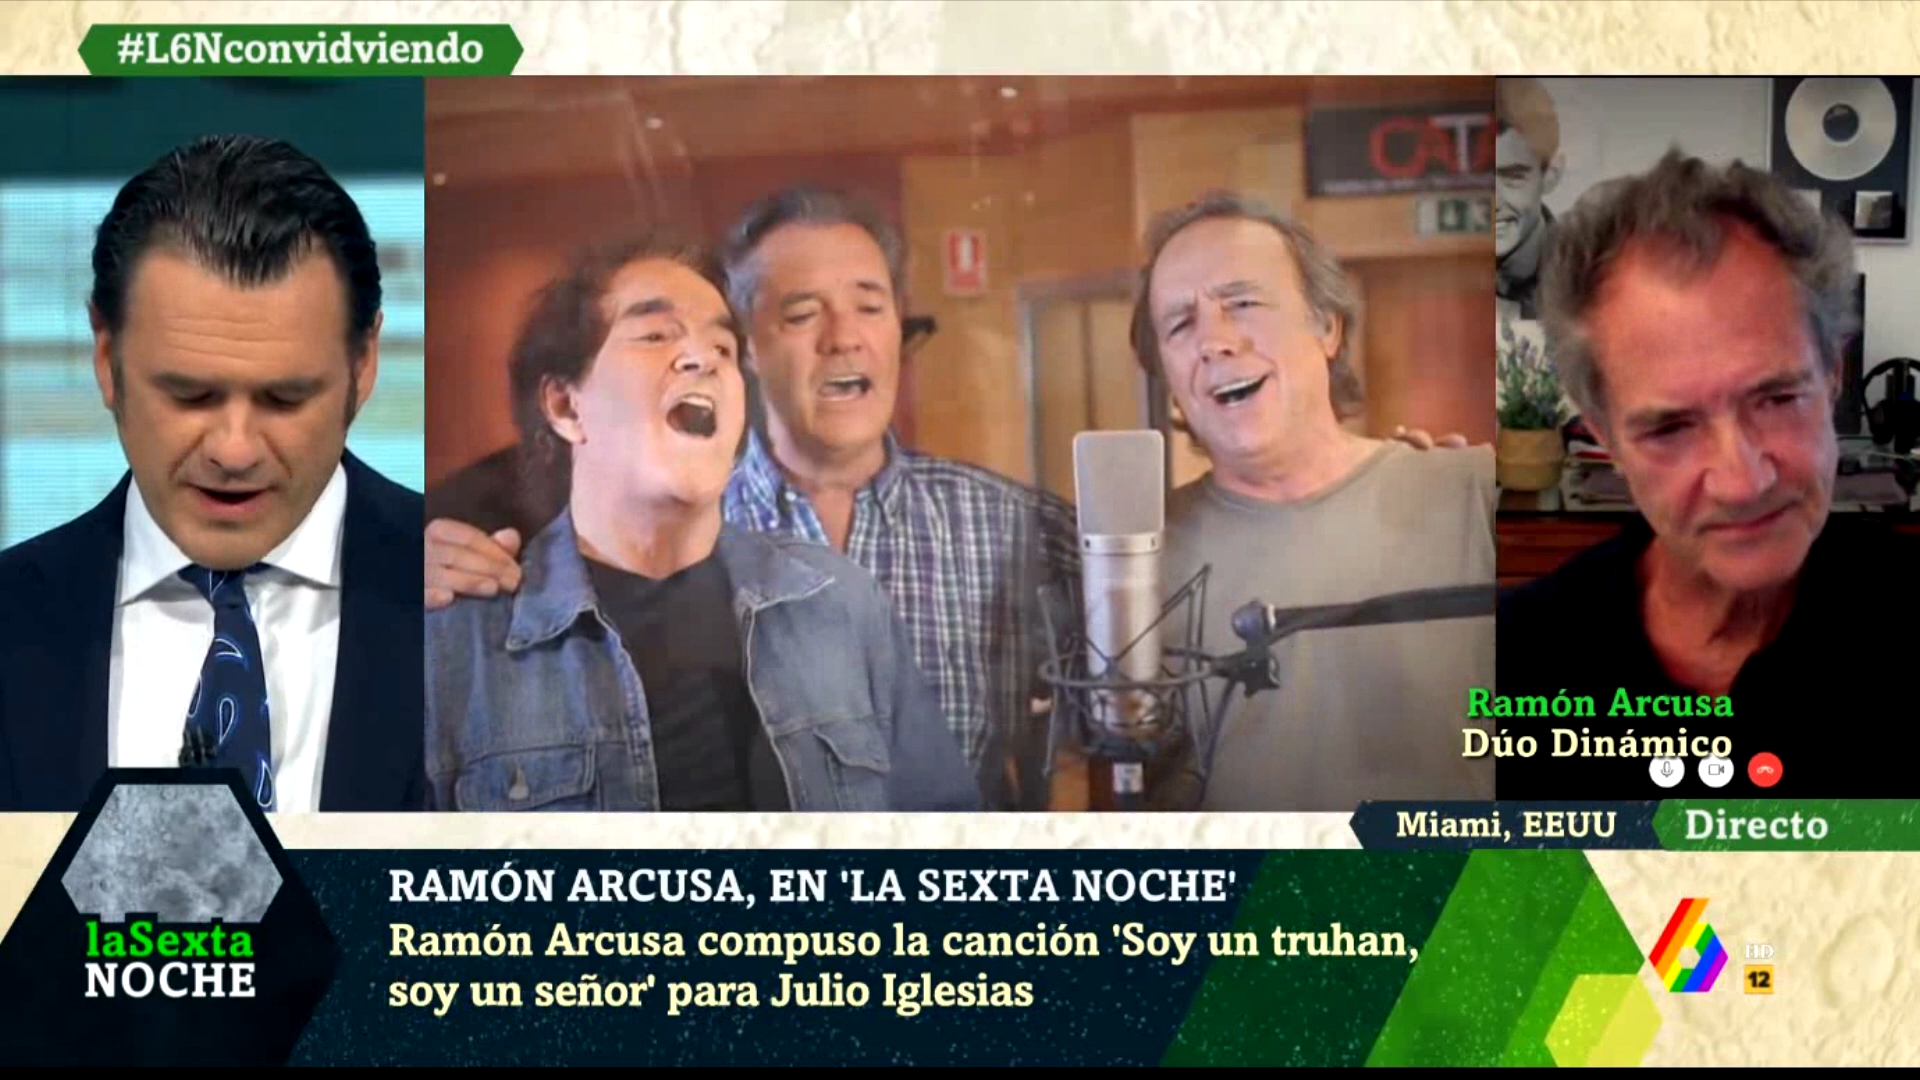 #L6Nconvidviendo
CATA
Ramón Arcusa
Dúo Dinámico
Miami, EEUU
Directo
laSexta
NOCHE
RAMÓN ARCUSA, EN 'LA SEXTA NOCHE'
Ramón Arcusa compuso la canción 'Soy un truhan,
soy un señor' para Julio Iglesias
HD
12